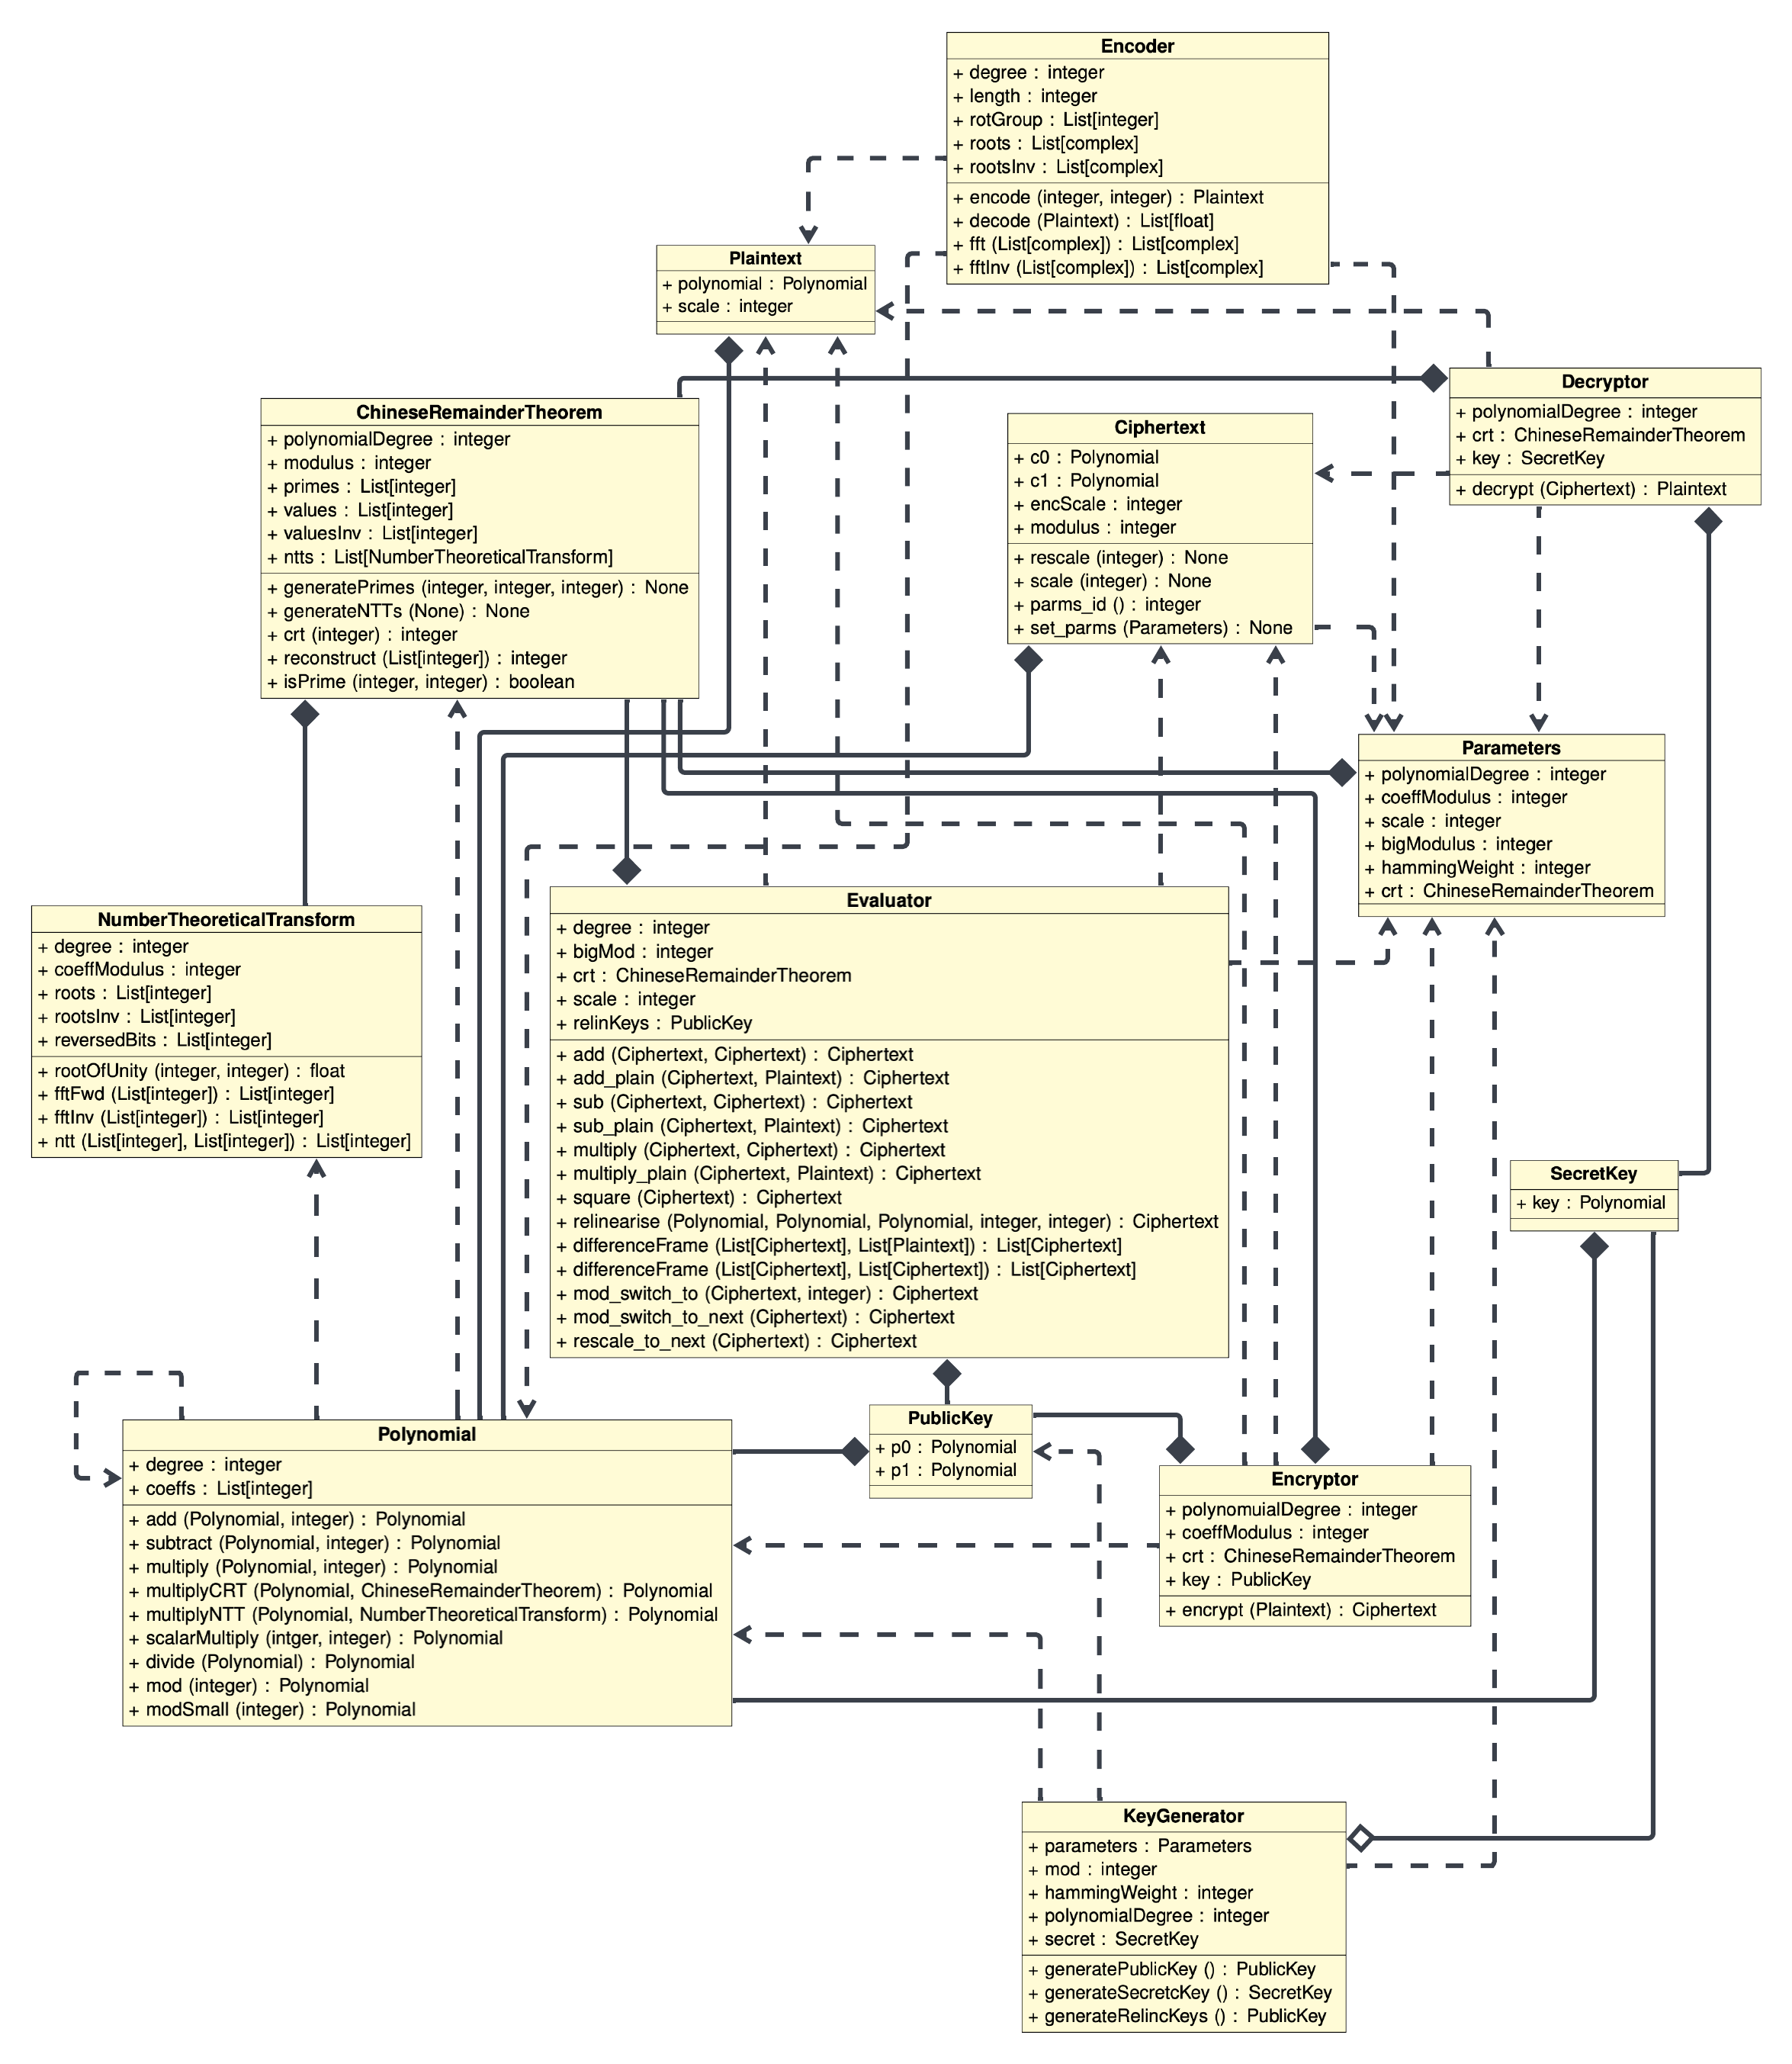 Encoder
+ degree : integer
+ length : integer
+ rotGroup : List[integer]
+ roots : List[complex]
+ rootsInv : List[complex]
+ encode (integer, integer) : Plaintext
+ decode (Plaintext) : List[float]
+ fft (List[complex]) : List[complex]
+ fftInv (List[complex]) : List[complex]
Plaintext
+ polynomial : Polynomial
+ scale : integer
Decryptor
+ polynomialDegree : integer
+ crt : ChineseRemainderTheorem
+ key : SecretKey
+ decrypt (Ciphertext) : Plaintext
ChineseRemainderTheorem
+ polynomialDegree : integer
+ modulus : integer
+ primes : List[integer]
+ values : List[integer]
+ valuesInv : List[integer]
+ ntts : List[NumberTheoreticalTransform]
+ generatePrimes (integer, integer, integer) : None
+ generateNTTs (None) : None
+ crt (integer) : integer
+ reconstruct (List[integer]) : integer
+ isPrime (integer, integer) : boolean
Ciphertext
+ c0 : Polynomial
+ c1 : Polynomial
+ encScale : integer
+ modulus : integer
+ rescale (integer) : None
+ scale (integer) : None
+ parms_id () : integer
+ set_parms (Parameters) : None
Parameters
+ polynomialDegree : integer
+ coeffModulus : integer
+ scale : integer
+ bigModulus : integer
+ hammingWeight : integer
+ crt : ChineseRemainderTheorem
Evaluator
+ degree : integer
+ bigMod : integer
+ crt : ChineseRemainderTheorem
+ scale : integer
+ relinKeys : PublicKey
+ add (Ciphertext, Ciphertext) : Ciphertext
+ add_plain (Ciphertext, Plaintext) : Ciphertext
+ sub (Ciphertext, Ciphertext) : Ciphertext
+ sub_plain (Ciphertext, Plaintext) : Ciphertext
+ multiply (Ciphertext, Ciphertext) : Ciphertext
+ multiply_plain (Ciphertext, Plaintext) : Ciphertext
+ square (Ciphertext) : Ciphertext
+ relinearise (Polynomial, Polynomial, Polynomial, integer, integer) : Ciphertext
+ differenceFrame (List[Ciphertext], List[Plaintext]) : List[Ciphertext]
+ differenceFrame (List[Ciphertext], List[Ciphertext]) : List[Ciphertext]
+ mod_switch_to (Ciphertext, integer) : Ciphertext
+ mod_switch_to_next (Ciphertext) : Ciphertext
+ rescale_to_next (Ciphertext) : Ciphertext
NumberTheoreticalTransform
+ degree : integer
+ coeffModulus : integer
+ roots : List[integer]
+ rootsInv : List[integer]
+ reversedBits : List[integer]
+ rootOfUnity (integer, integer) : float
+ fftFwd (List[integer]) : List[integer]
+ fftInv (List[integer]) : List[integer]
+ ntt (List[integer], List[integer]) : List[integer]
SecretKey
+ key : Polynomial
PublicKey
+ p0 : Polynomial
+ p1 : Polynomial
Polynomial
+ degree : integer
+ coeffs : List[integer]
+ add (Polynomial, integer) : Polynomial
+ subtract (Polynomial, integer) : Polynomial
+ multiply (Polynomial, integer) : Polynomial
+ multiplyCRT (Polynomial, ChineseRemainderTheorem) : Polynomial
+ multiplyNTT (Polynomial, NumberTheoreticalTransform) : Polynomial
+ scalarMultiply (intger, integer) : Polynomial
+ divide (Polynomial) : Polynomial
+ mod (integer) : Polynomial
+ modSmall (integer) : Polynomial
Encryptor
+ polynomuialDegree : integer
+ coeffModulus : integer
+ crt : ChineseRemainderTheorem
+ key : PublicKey
+ encrypt (Plaintext) : Ciphertext
KeyGenerator
+ parameters : Parameters
+ mod : integer
+ hammingWeight : integer
+ polynomialDegree : integer
+ secret : SecretKey
+ generatePublicKey () : PublicKey
+ generateSecretcKey () : SecretKey
+ generateRelincKeys () : PublicKey